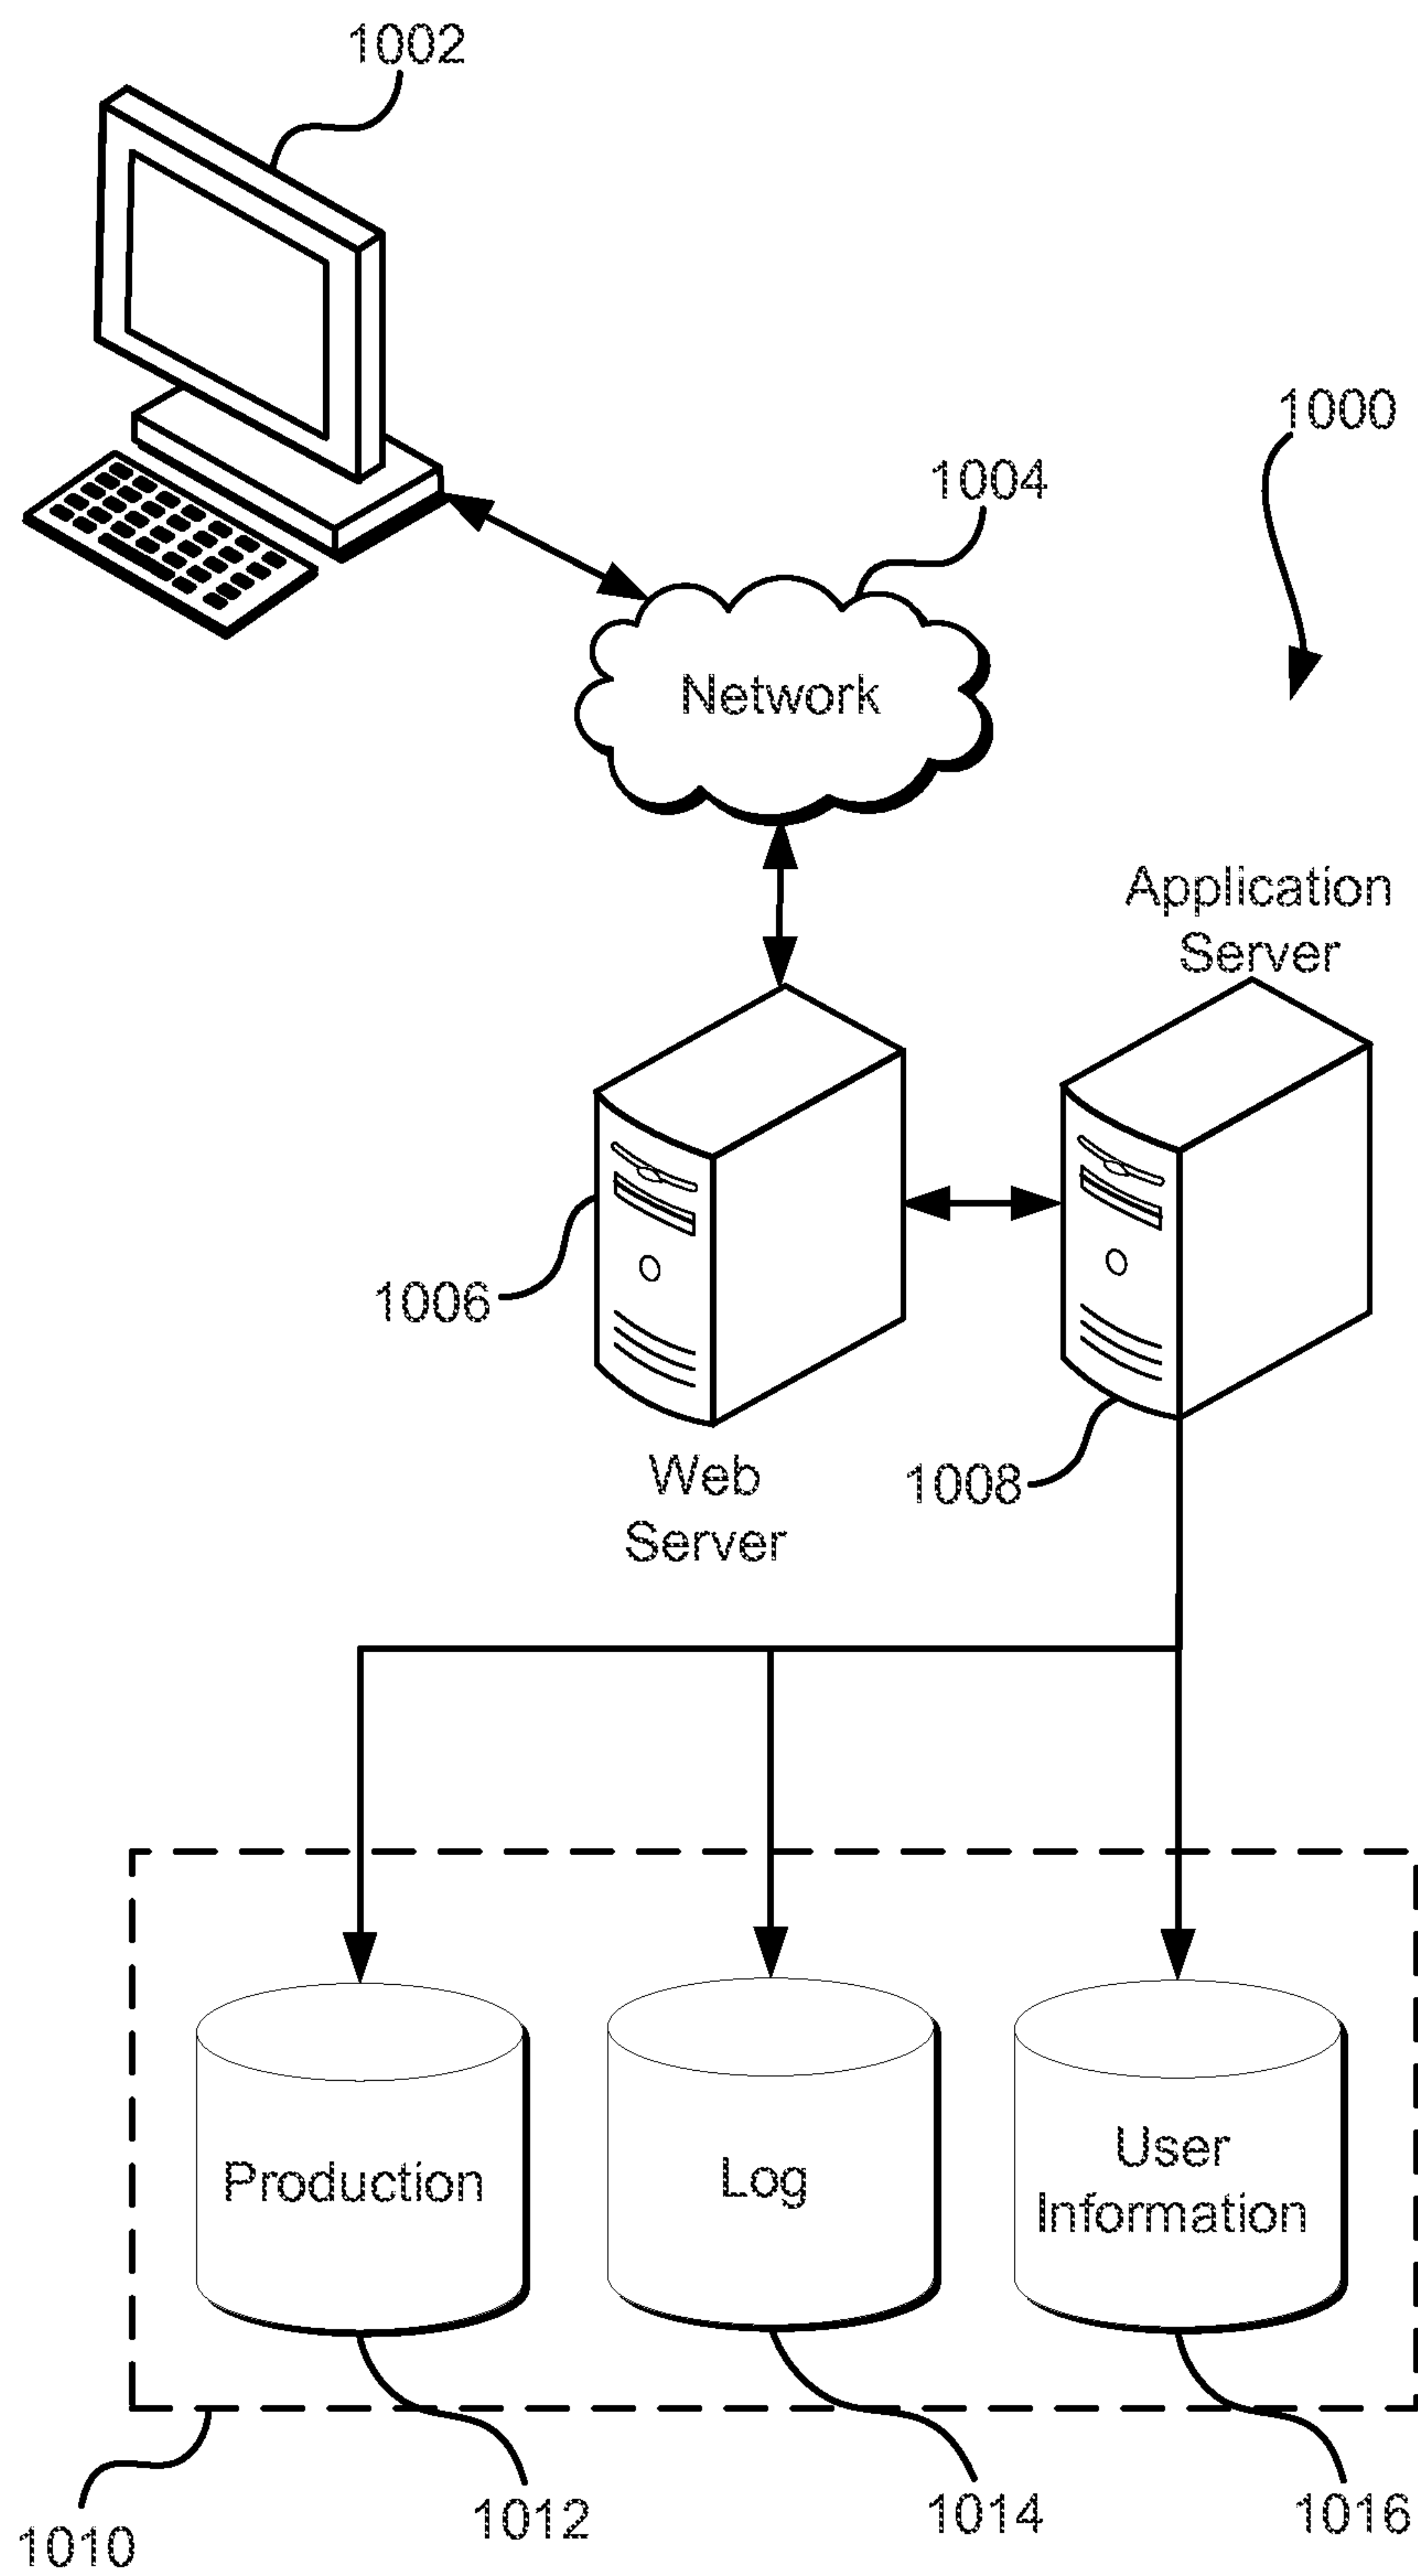 1002
1000
1004
Network
Application
Server
1006
Web
Server
1008
Production
Log
User
Information
1010
1012
1014
1016